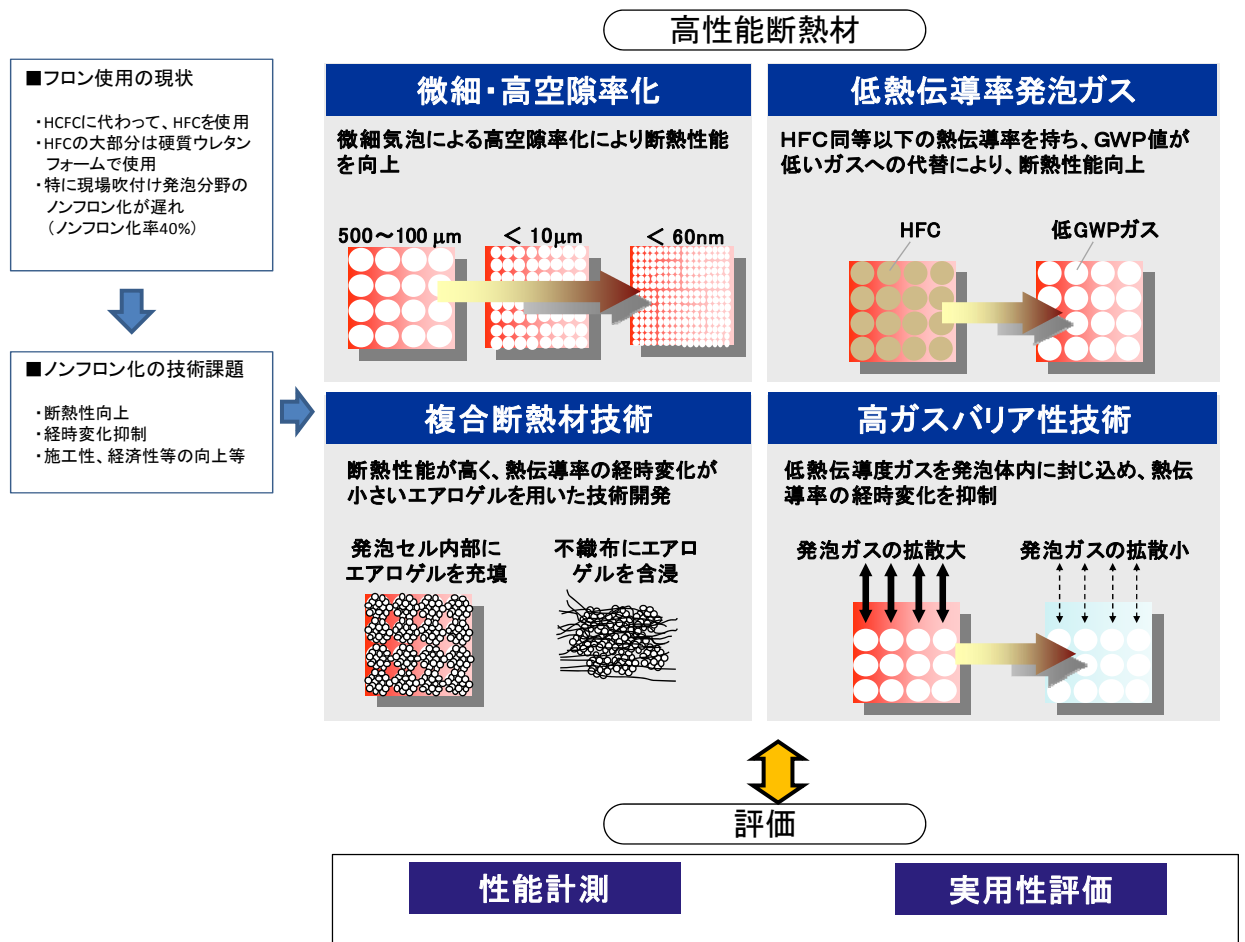 高性能断熱材
■フロン使用の現状
・HCFCに代わって、HFCを使用
・HFCの大部分は硬質ウレタン
フォームで使用
・特に現場吹付け発泡分野の
ノンフロン化が遅れ
（ノンフロン化率40%）
■ノンフロン化の技術課題
・断熱性向上
・経時変化抑制
・施工性、経済性等の向上等
微細・高空隙率化
微細気泡による高空隙率化により断熱性能
を向上
500～100 μm
＜ 10μm
＜ 60nm
低熱伝導率発泡ガス
HFC同等以下の熱伝導率を持ち、GWP値が
低いガスへの代替により、断熱性能向上
HFC
低GWPガス
複合断熱材技術
断熱性能が高く、熱伝導率の経時変化が
小さいエアロゲルを用いた技術開発
発泡セル内部に
エアロゲルを充填
不織布にエアロ
ゲルを含浸
高ガスバリア性技術
低熱伝導度ガスを発泡体内に封じ込め、熱伝
導率の経時変化を抑制
発泡ガスの拡散大
発泡ガスの拡散小
評価
性能計測
実用性評価